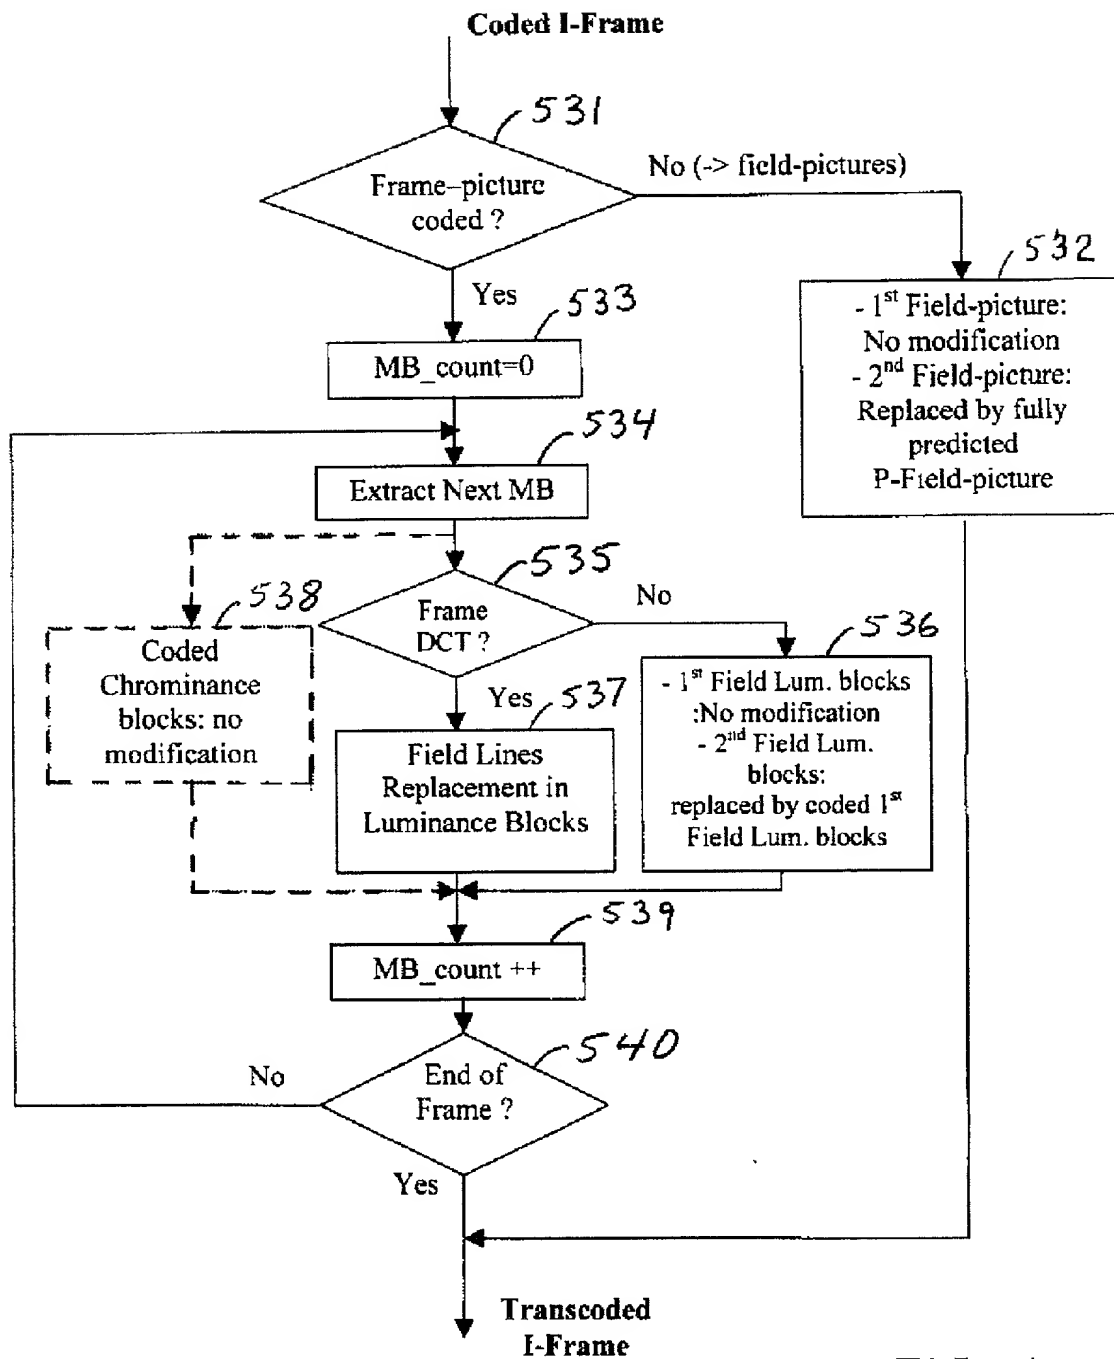 Coded I-Frame
531
Frame–picture
coded ?
No (-> field-pictures)
532
- 1st Field-picture:
No modification
- 2nd Field-picture:
Replaced by fully
predicted
P-Field-picture
Yes
533
MB_count=0
534
Extract Next MB
535
Frame
DCT ?
No
538
Coded
Chrominance
blocks: no
modification
Yes
537
Field Lines
Replacement in
Luminance Blocks
536
- 1st Field Lum. blocks
:No modification
- 2nd Field Lum.
blocks:
replaced by coded 1st
Field Lum. blocks
539
MB_count ++
540
End of
Frame ?
No
Yes
Transcoded
I-Frame